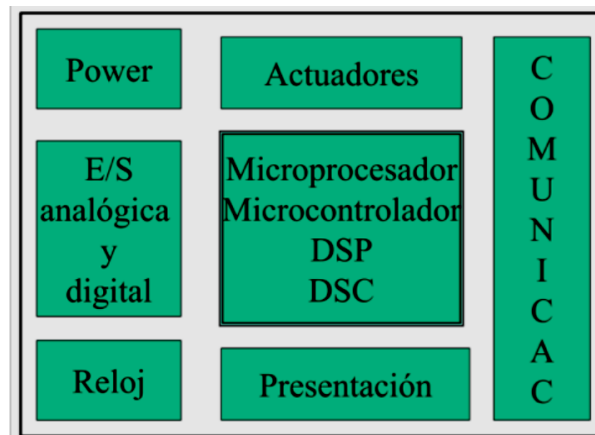 Power
Actuadores
E/S
analógica
y
digital
Microprocesador
Microcontrolador
DSP
DSC
Reloj
Presentación
C
O
M
U
N
I
C
A
C